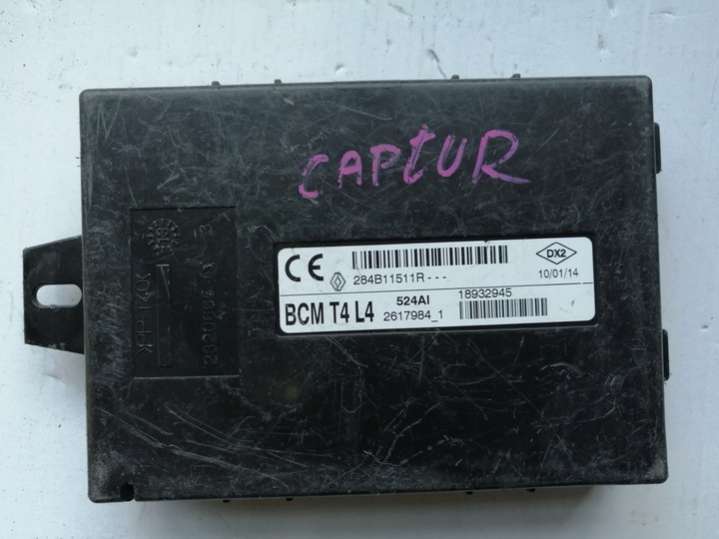 CAPtUR
CE 284B11511R---
DX2
10/01/14
BCM T4 L4 524AI 18932945
2617984_1